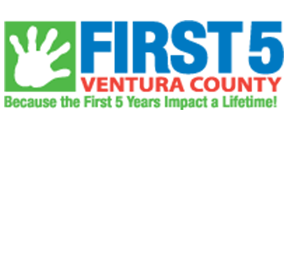 FIRST 5
VENTURA COUNTY
Because the First 5 Years Impact a Lifetime!